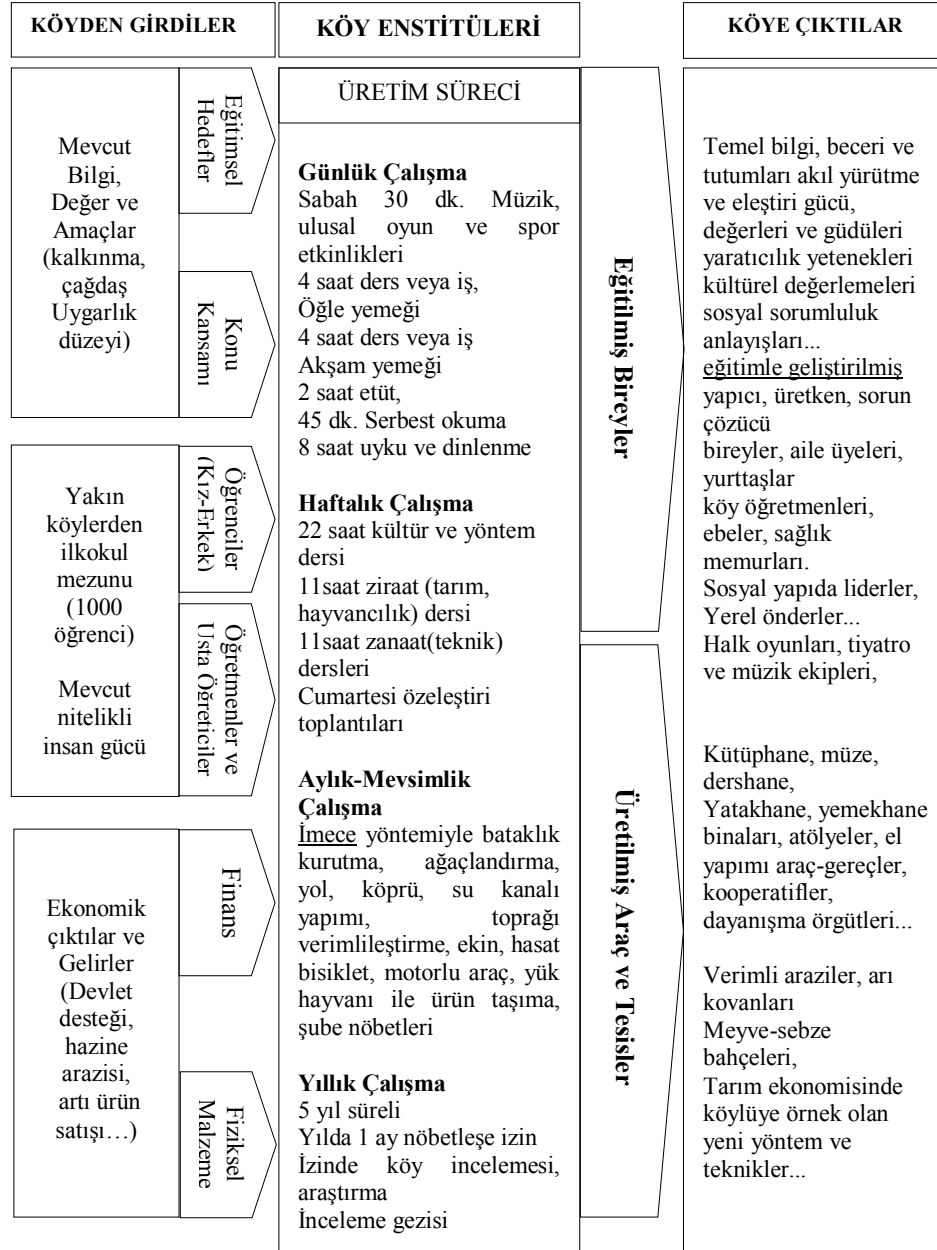 KÖYDEN GİRDİLER
KÖY ENSTİTÜLERİ
KÖYE ÇIKTILAR
Mevcut
Bilgi,
Değer ve
Amaçlar
(kalkınma,
çağdaş
Uygarlık
düzeyi)
Eğitimsel
Hedefler
Konu
Kapsamı
Yakın
köylerden
ilkokul
mezunu
(1000
öğrenci)
Mevcut
nitelikli
insan gücü
Öğrenciler
(Kız-Erkek)
Öğretmenler ve
Usta Öğreticiler
Ekonomik
çıktılar ve
Gelirler
(Devlet
desteği,
hazine
arazisi,
artı ürün
satışı…)
Finans
Fiziksel
Malzeme
ÜRETİM SÜRECİ
Günlük Çalışma
Sabah 30 dk. Müzik,
ulusal oyun ve spor
etkinlikleri
4 saat ders veya iş,
Öğle yemeği
4 saat ders veya iş
Akşam yemeği
2 saat etüt,
45 dk. Serbest okuma
8 saat uyku ve dinlenme
Haftalık Çalışma
22 saat kültür ve yöntem
dersi
11saat ziraat (tarım,
hayvancılık) dersi
11saat zanaat(teknik)
dersleri
Cumartesi özeleştiri
toplantıları
Aylık-Mevsimlik
Çalışma
İmece yöntemiyle bataklık
kurutma, ağaçlandırma,
yol, köprü, su kanalı
yapımı, toprağı
verimlileştirme, ekin, hasat
bisiklet, motorlu araç, yük
hayvanı ile ürün taşıma,
şube nöbetleri
Yıllık Çalışma
5 yıl süreli
Yılda 1 ay nöbetleşe izin
İzinde köy incelemesi,
araştırma
İnceleme gezisi
Eğitilmiş Bireyler
Üretilmiş Araç ve Tesisler
Temel bilgi, beceri ve
tutumları akıl yürütme
ve eleştiri gücü,
değerleri ve güdüleri
yaratıcılık yetenekleri
kültürel değerlemeleri
sosyal sorumluluk
anlayışları...
eğitimle geliştirilmiş
yapıcı, üretken, sorun
çözücü
bireyler, aile üyeleri,
yurttaşlar
köy öğretmenleri,
ebeler, sağlık
memurları.
Sosyal yapıda liderler,
Yerel önderler...
Halk oyunları, tiyatro
ve müzik ekipleri,
Kütüphane, müze,
dershane,
Yatakhane, yemekhane
binaları, atölyeler, el
yapımı araç-gereçler,
kooperatifler,
dayanışma örgütleri...
Verimli araziler, arı
kovanları
Meyve-sebze
bahçeleri,
Tarım ekonomisinde
köylüye örnek olan
yeni yöntem ve
teknikler...